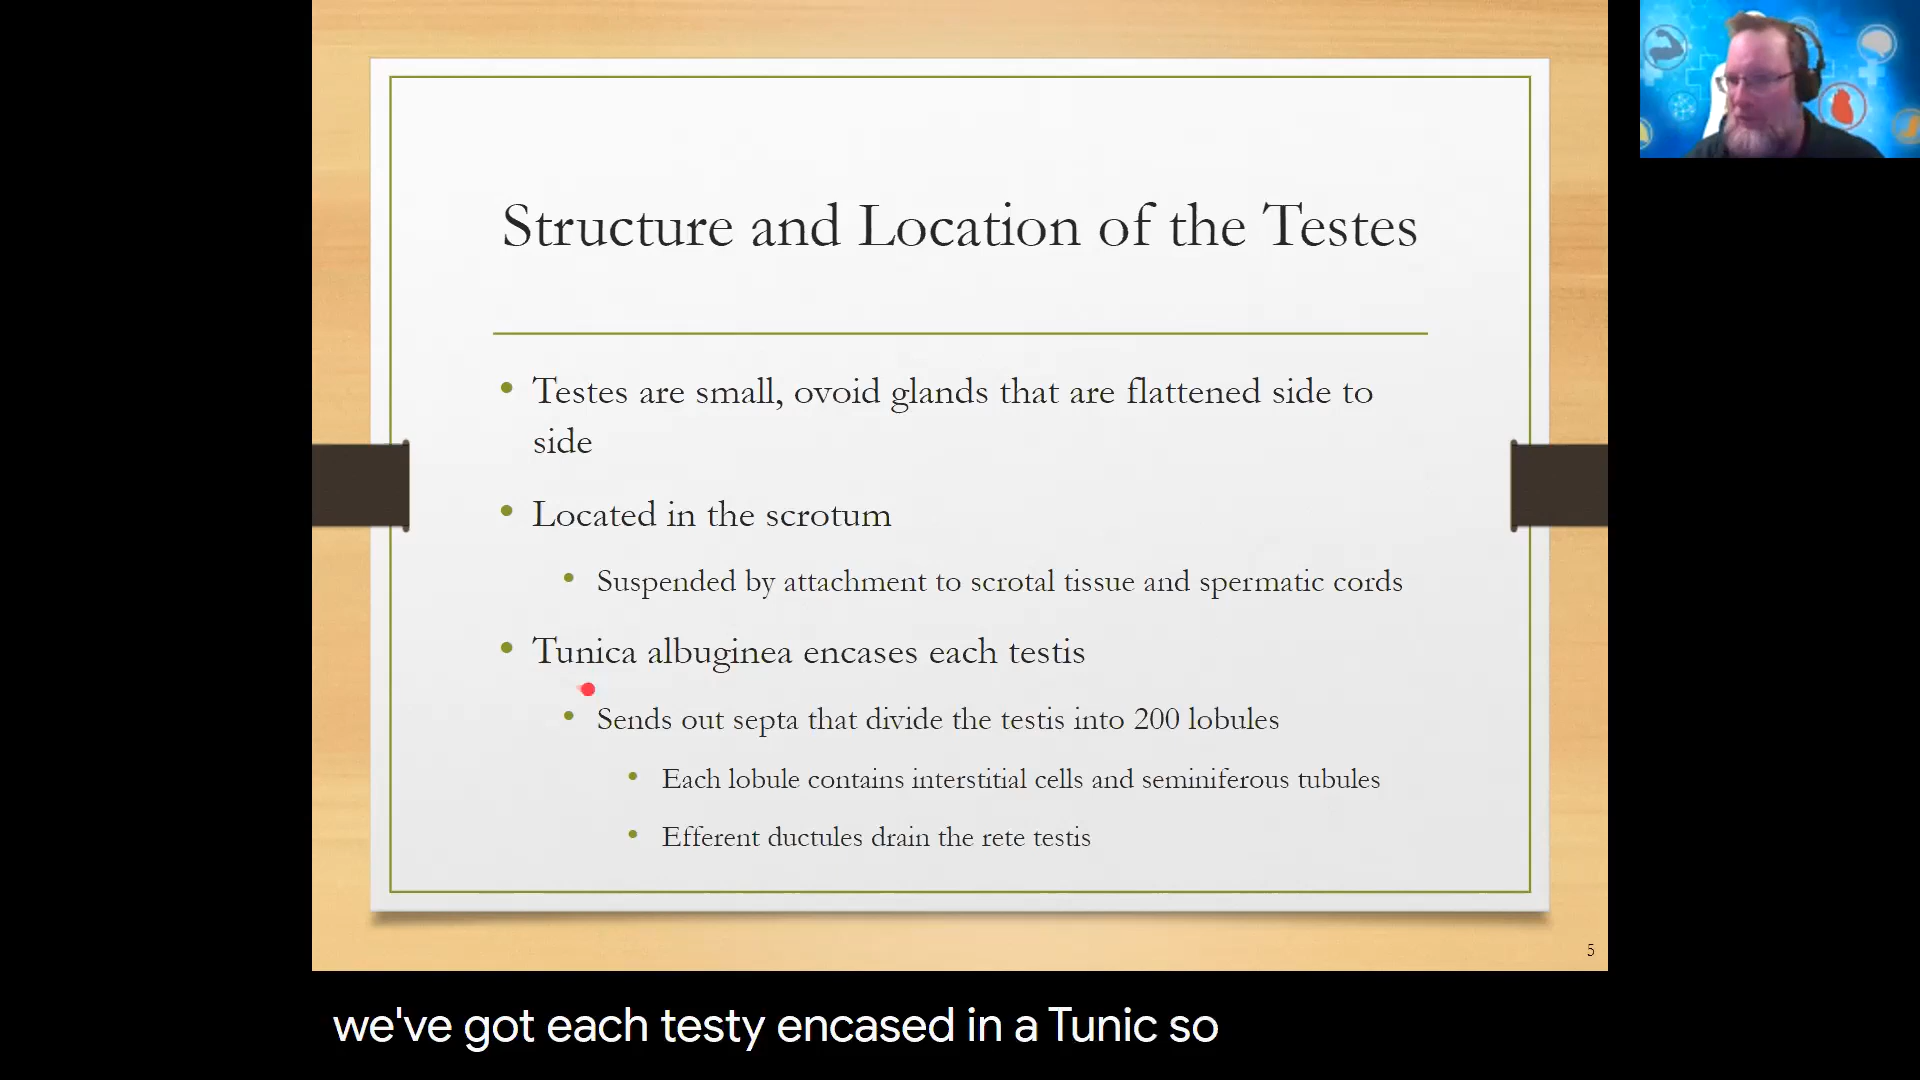 Structure and Location of the Testes
Testes are small, ovoid glands that are flattened side to
side
Located in the scrotum
Suspended by attachment to scrotal tissue and spermatic cords
Tunica albuginea encases each testis
Sends out septa that divide the testis into 200 lobules
Each lobule contains interstitial cells and seminiferous tubules
Efferent ductules drain the rete testis
5
we've got each testy encased in a Tunic so